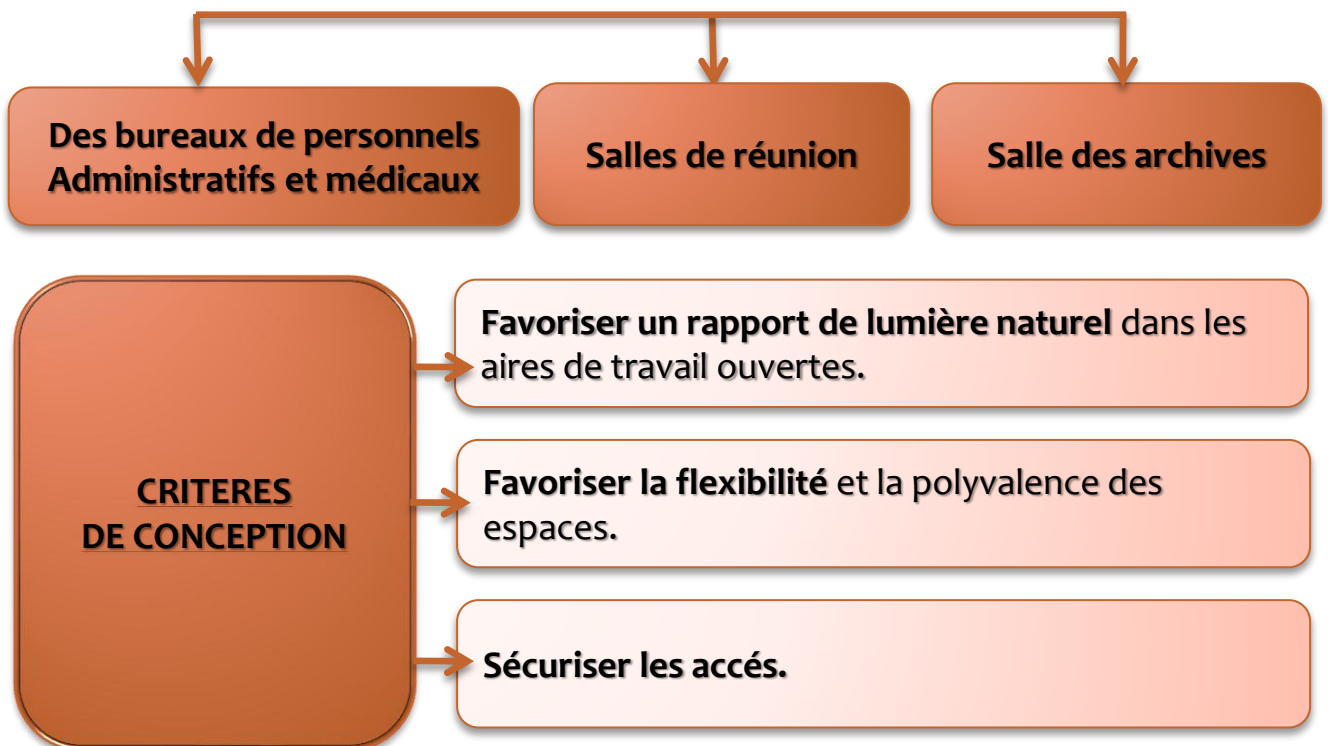 Des bureaux de personnels
Administratifs et médicaux
Salles de réunion
Salle des archives
CRITERES
DE CONCEPTION
Favoriser un rapport de lumière naturel dans les
aires de travail ouvertes.
Favoriser la flexibilité et la polyvalence des
espaces.
Sécuriser les accés.